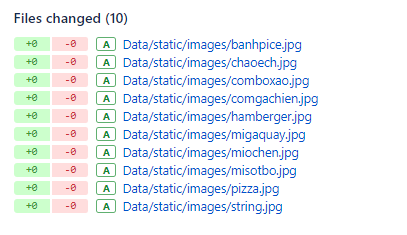 Files changed (10)
+0 -0 A Data/static/images/banhpice.jpg
+0 -0 A Data/static/images/chaoech.jpg
+0 -0 A Data/static/images/comboxao.jpg
+0 -0 A Data/static/images/comgachien.jpg
+0 -0 A Data/static/images/hamberger.jpg
+0 -0 A Data/static/images/migaquay.jpg
+0 -0 A Data/static/images/miochen.jpg
+0 -0 A Data/static/images/misotbo.jpg
+0 -0 A Data/static/images/pizza.jpg
+0 -0 A Data/static/images/string.jpg